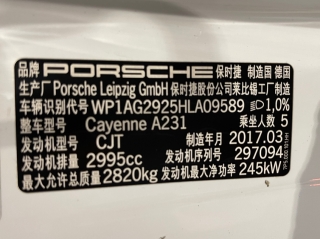 品牌 PORSCHE 保时捷 制造国 德国
生产厂 Porsche Leipzig GmbH 保时捷股份公司莱比锡工厂制造
车辆识别代号 WP1AG2925HLA09589 1,0%
整车型号 Cayenne A231 乘坐人数 5
发动机型号 CJT 制造年月 2017.03
发动机排量 2995cc 发动机序列号 297094
最大允许总质量 2820kg 发动机最大净功率 245kW